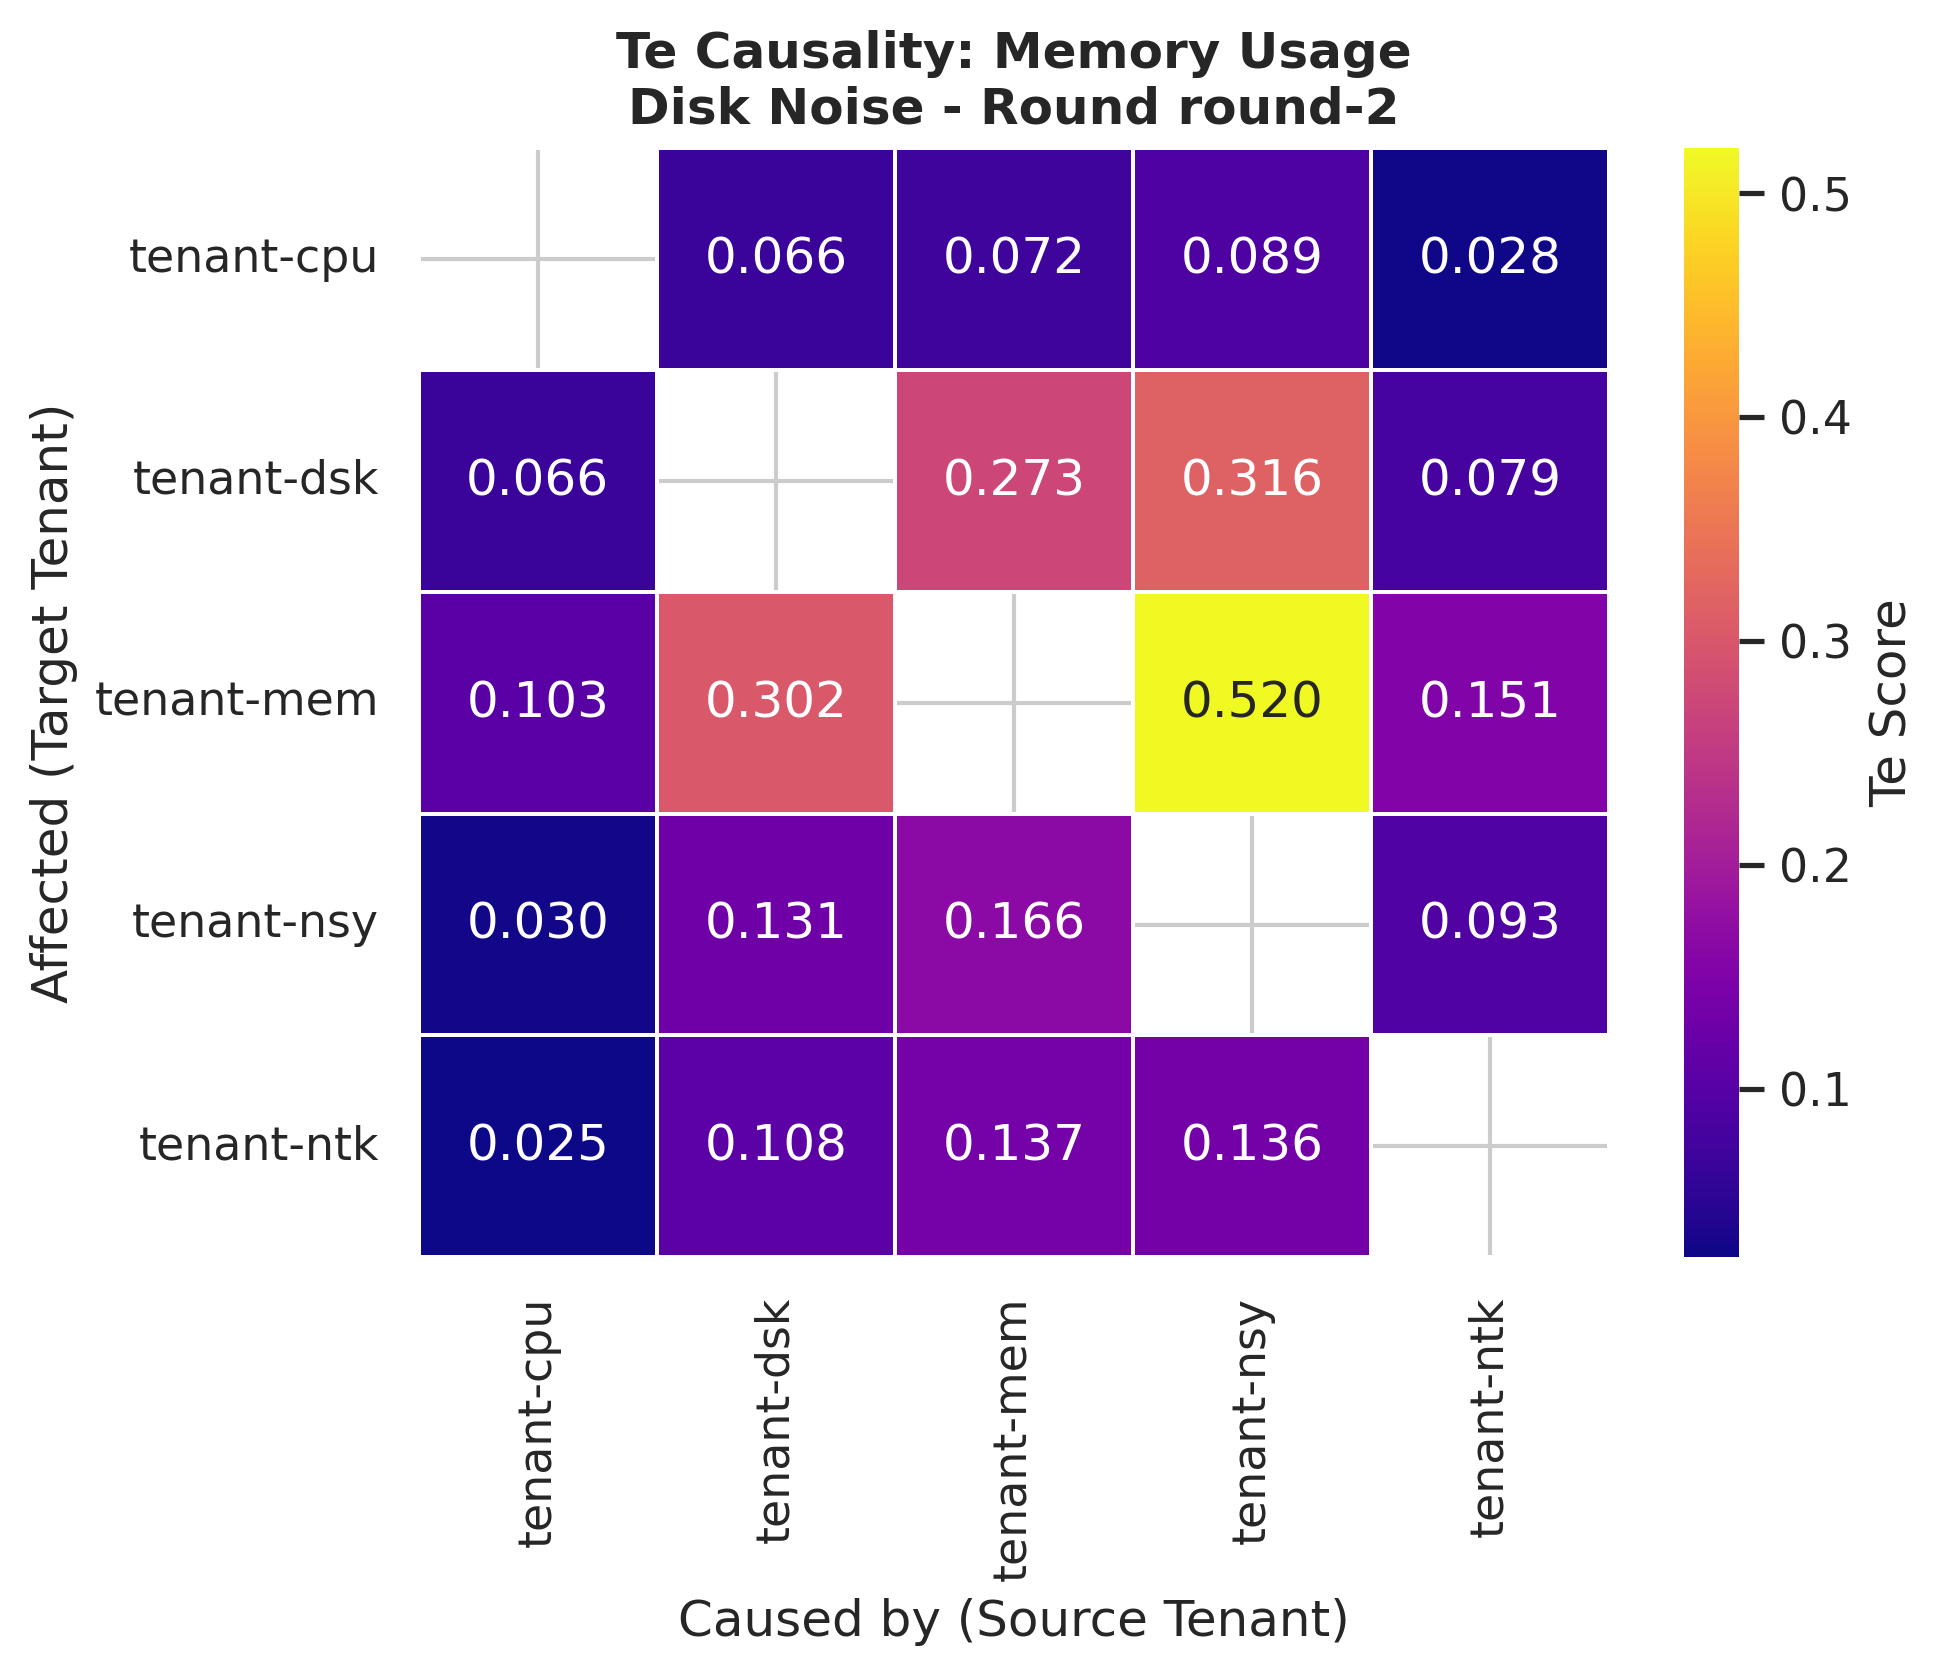 Te Causality: Memory Usage
Disk Noise - Round round-2
tenant-cpu
0.066 0.072 0.089 0.028
tenant-dsk
0.066 0.273 0.316 0.079
tenant-mem
0.103 0.302 0.520 0.151
tenant-nsy
0.030 0.131 0.166 0.093
tenant-ntk
0.025 0.108 0.137 0.136
Affected (Target Tenant)
tenant-cpu
tenant-dsk
tenant-mem
tenant-nsy
tenant-ntk
Caused by (Source Tenant)
0.5
0.4
0.3
0.2
0.1
Te Score